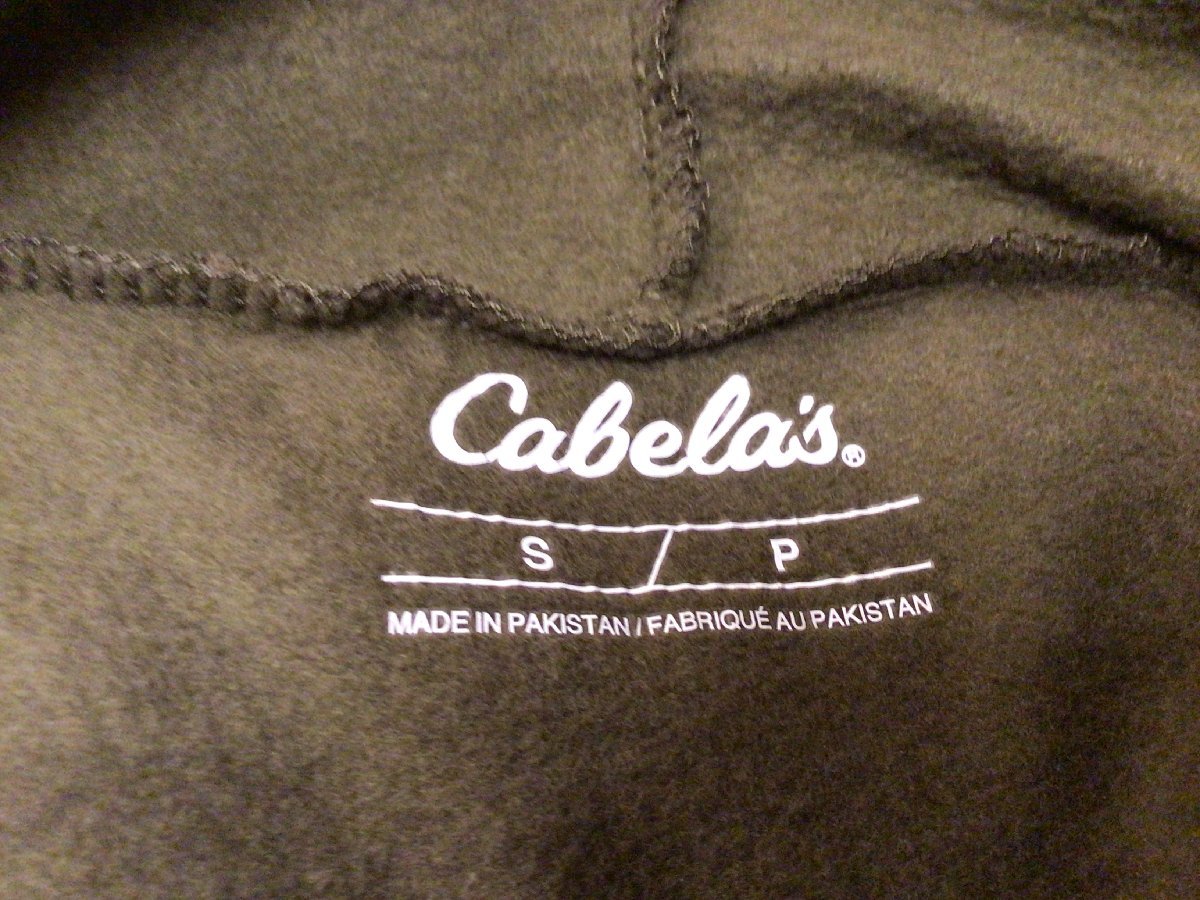 Cabela's®
S / P
MADE IN PAKISTAN / FABRIQUÉ AU PAKISTAN